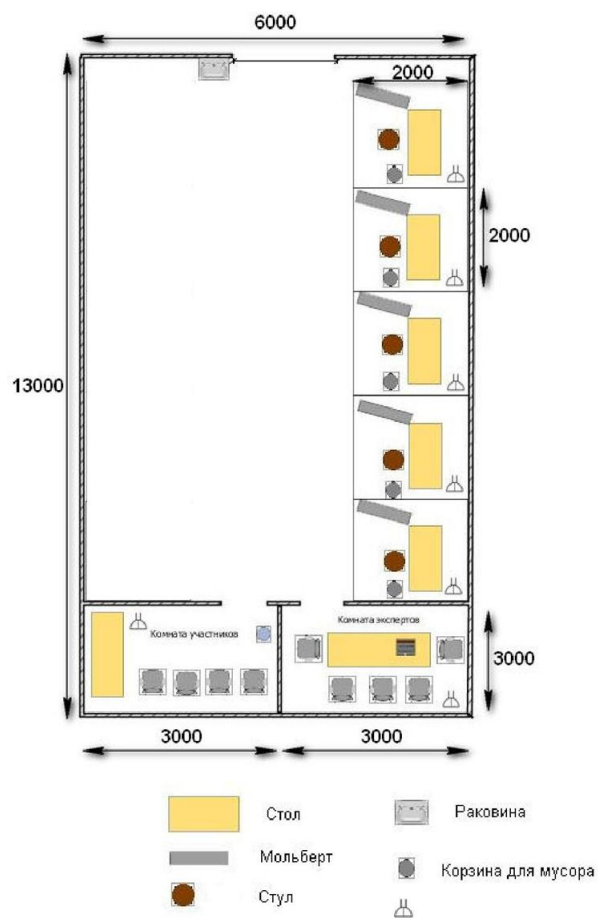 6000
2000
2000
13000
Комната участников
Комната экспертов
3000
3000
3000
Стол
Раковина
Мольберт
Корзина для мусора
Стул